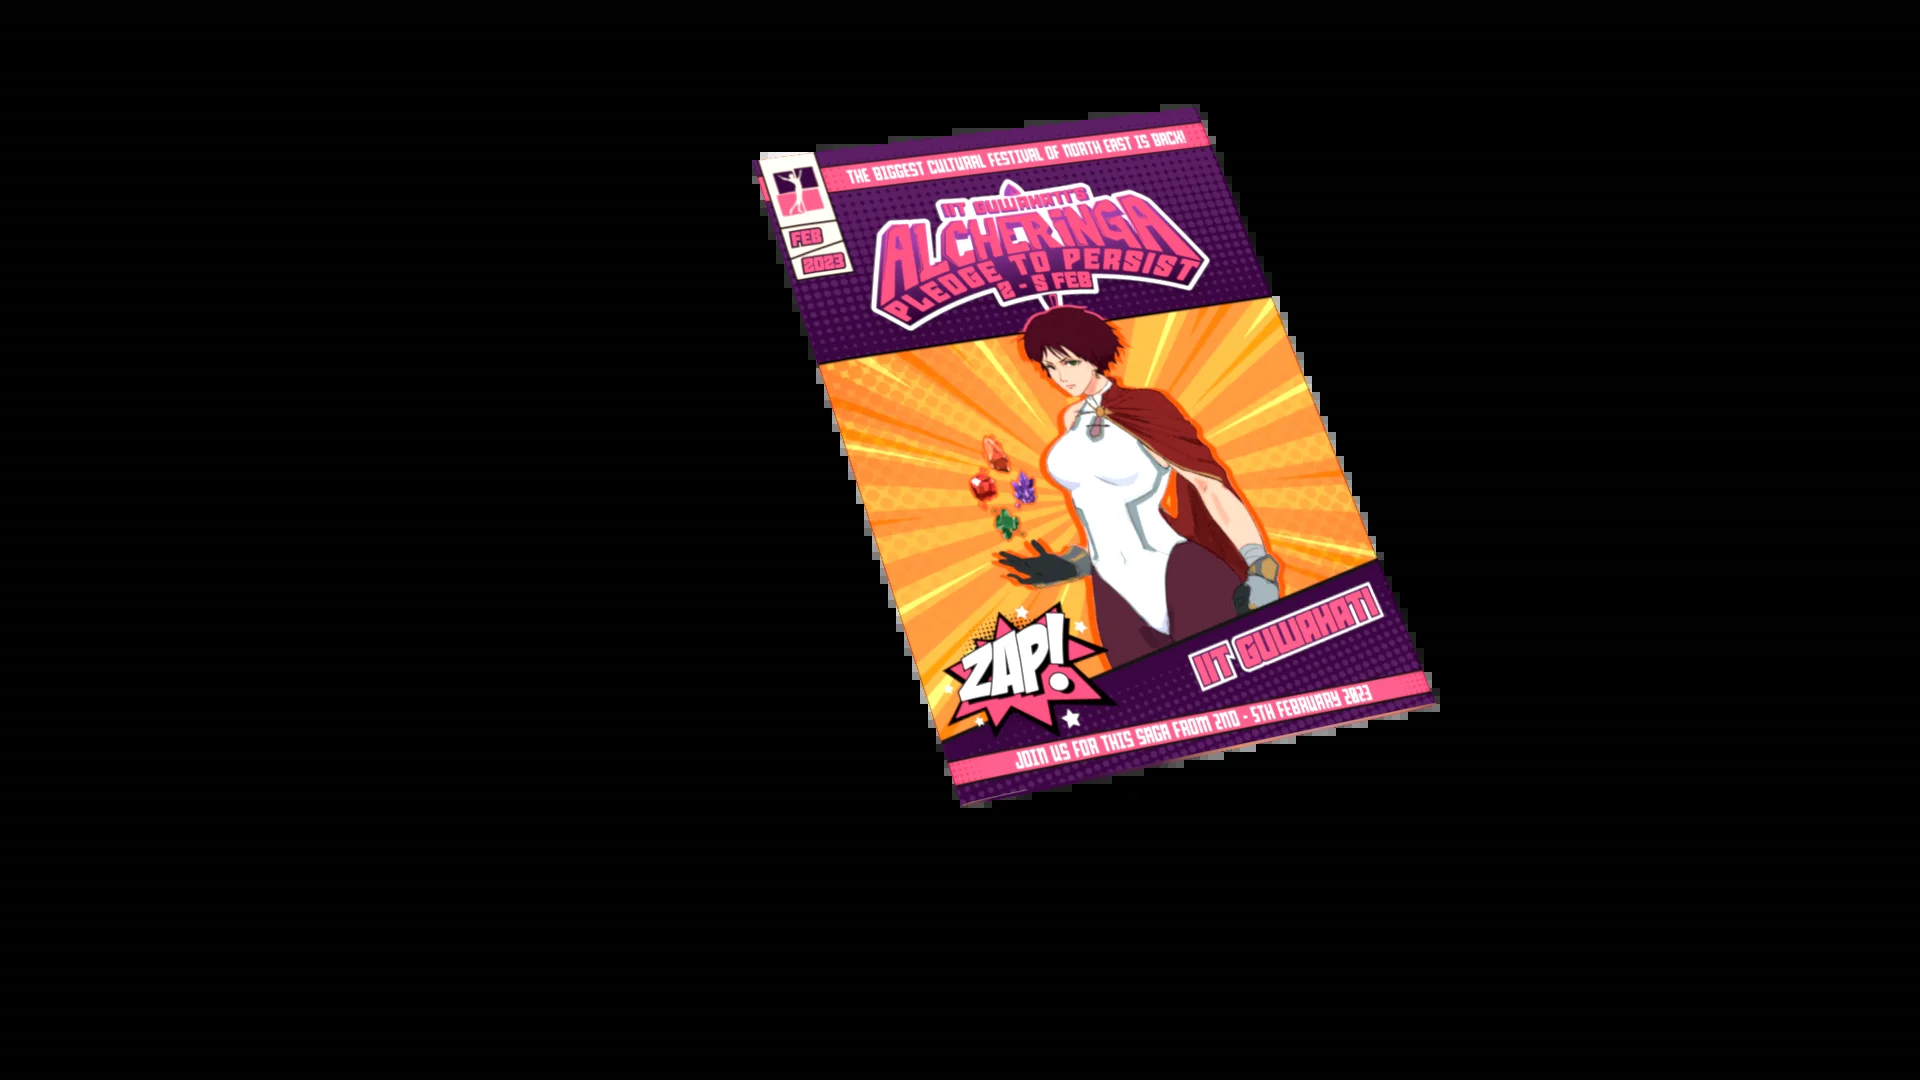 THE BIGGEST CULTURAL FESTIVAL OF NORTH EAST IS BACK!
FEB
2023
IIT GUWAHATI'S
ALCHERINGA
PLEDGE TO PERSIST
2 - 5 FEB
ZAP!
IIT GUWAHATI
JOIN US FOR THIS SAGA FROM 2ND - 5TH FEBRUARY 2023